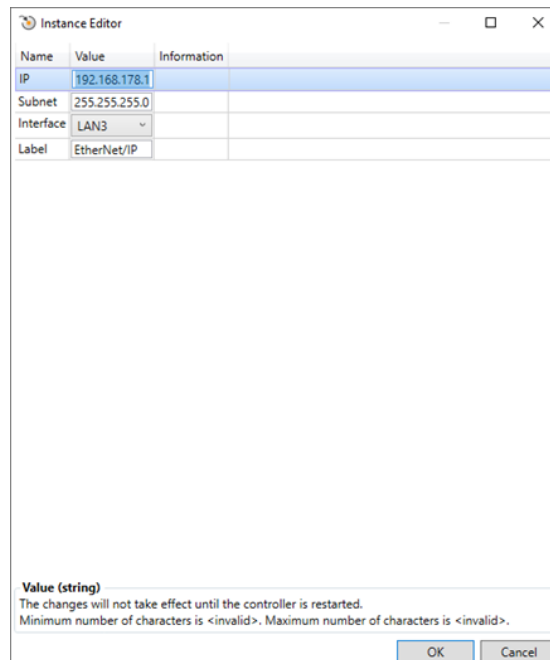 Instance Editor
Name Value Information
IP 192.168.178.1
Subnet 255.255.255.0
Interface LAN3
Label EtherNet/IP
Value (string)
The changes will not take effect until the controller is restarted.
Minimum number of characters is <invalid>. Maximum number of characters is <invalid>.
OK Cancel